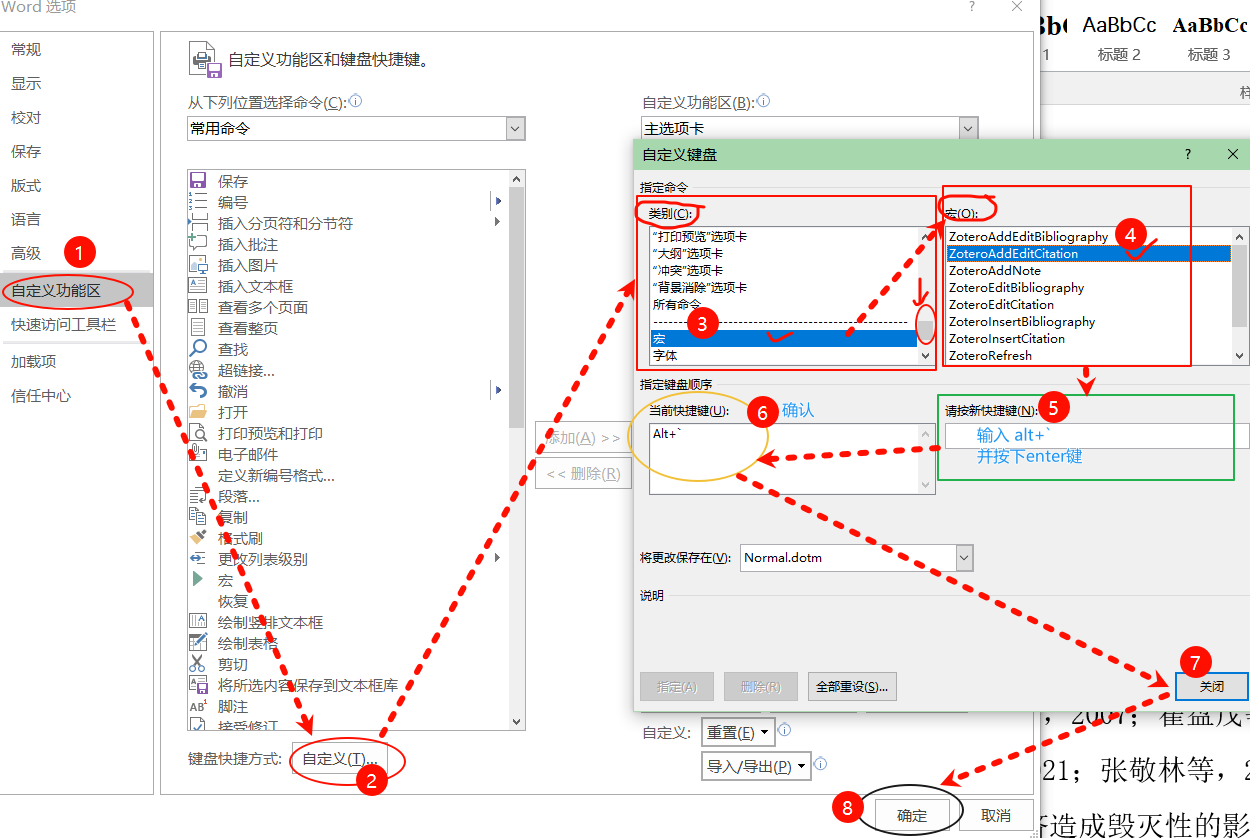 Word 选项
?
常规
显示
校对
保存
版式
语言
高级
1
自定义功能区
快速访问工具栏
加载项
信任中心
自定义功能区和键盘快捷键。
从下列位置选择命令(C):
常用命令
保存
编号
插入分页符和分节符
插入批注
插入图片
插入文本框
查看多个页面
查看整页
查找
超链接...
撤消
打开
打印预览和打印
电子邮件
定义新编号格式...
段落...
复制
格式刷
更改列表级别
宏
恢复
绘制竖排文本框
绘制表格
剪切
将所选内容保存到文本框库
脚注
接受修订
键盘快捷方式: 自定义(T)...
2
添加(A) >>
<< 删除(R)
自定义功能区(B):
主选项卡
自定义键盘
?
指定命令
类别(C):
"打印预览"选项卡
"大纲"选项卡
"冲突"选项卡
"背景消除"选项卡
所有命令
3
宏
字体
宏(O):
4
ZoteroAddEditBibliography
ZoteroAddEditCitation
ZoteroAddNote
ZoteroEditBibliography
ZoteroEditCitation
ZoteroInsertBibliography
ZoteroInsertCitation
ZoteroRefresh
指定键盘顺序
当前快捷键(U):
6 确认
Alt+`
请按新快捷键(N):
5
输入 alt+`
并按下enter键
将更改保存在(V): Normal.dotm
说明
指定(A) 删除(R) 全部重设(S)...
7
关闭
自定义: 重置(E)
导入/导出(P)
8
确定 取消
AaBbCc AaBbCc
1 标题 2 标题 3
样
, 2007; 崔益茂
21; 张敬林等, 2
造成毁灭性的影